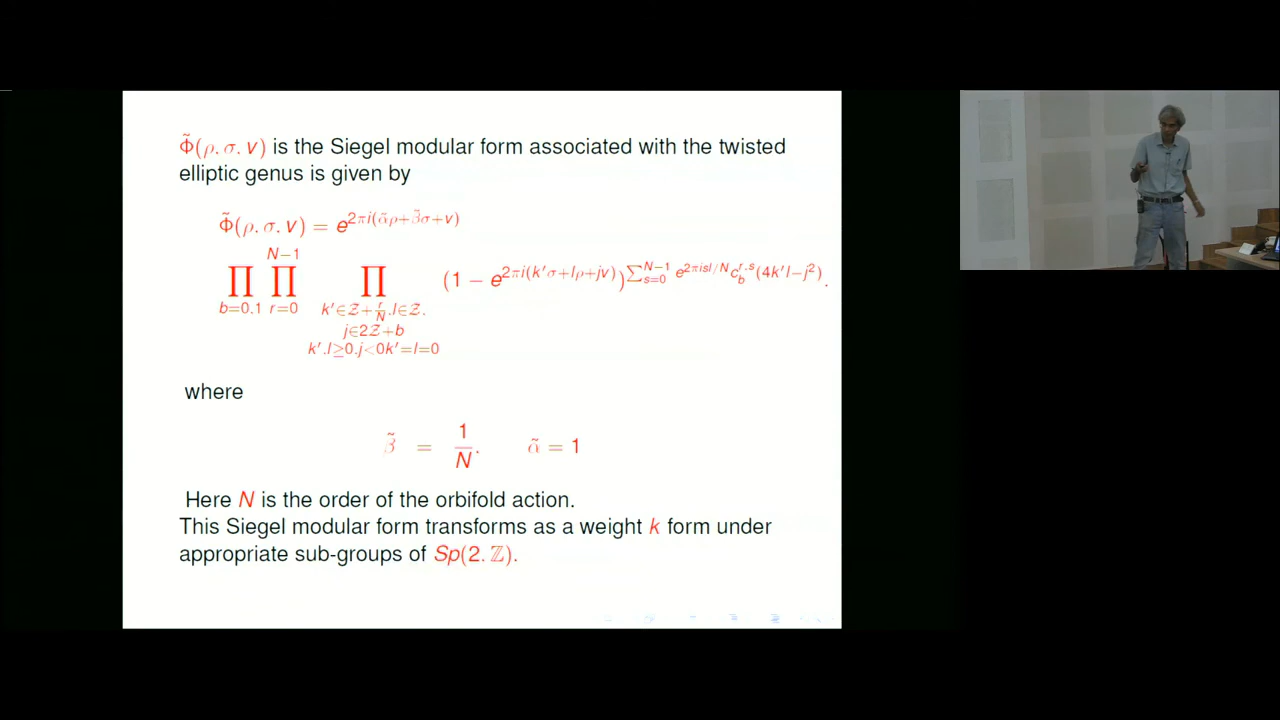 Φ̃(ρ, σ, v) is the Siegel modular form associated with the twisted
elliptic genus is given by
Φ̃(ρ, σ, v) = e^{2πi(α̃ρ+β̃σ+v)}
∏_{b=0,1} ∏_{r=0}^{N−1} ∏_{k′∈𝒵+r/N, l∈𝒵, j∈2𝒵+b, k′,l≥0, j<0k′=l=0} (1 − e^{2πi(k′σ+lρ+jv)})^{∑_{s=0}^{N−1} e^{2πisl/N} c_b^{r,s}(4k′l−j²)}.
where
β̃ = 1/N, α̃ = 1
Here N is the order of the orbifold action.
This Siegel modular form transforms as a weight k form under
appropriate sub-groups of Sp(2, ℤ).